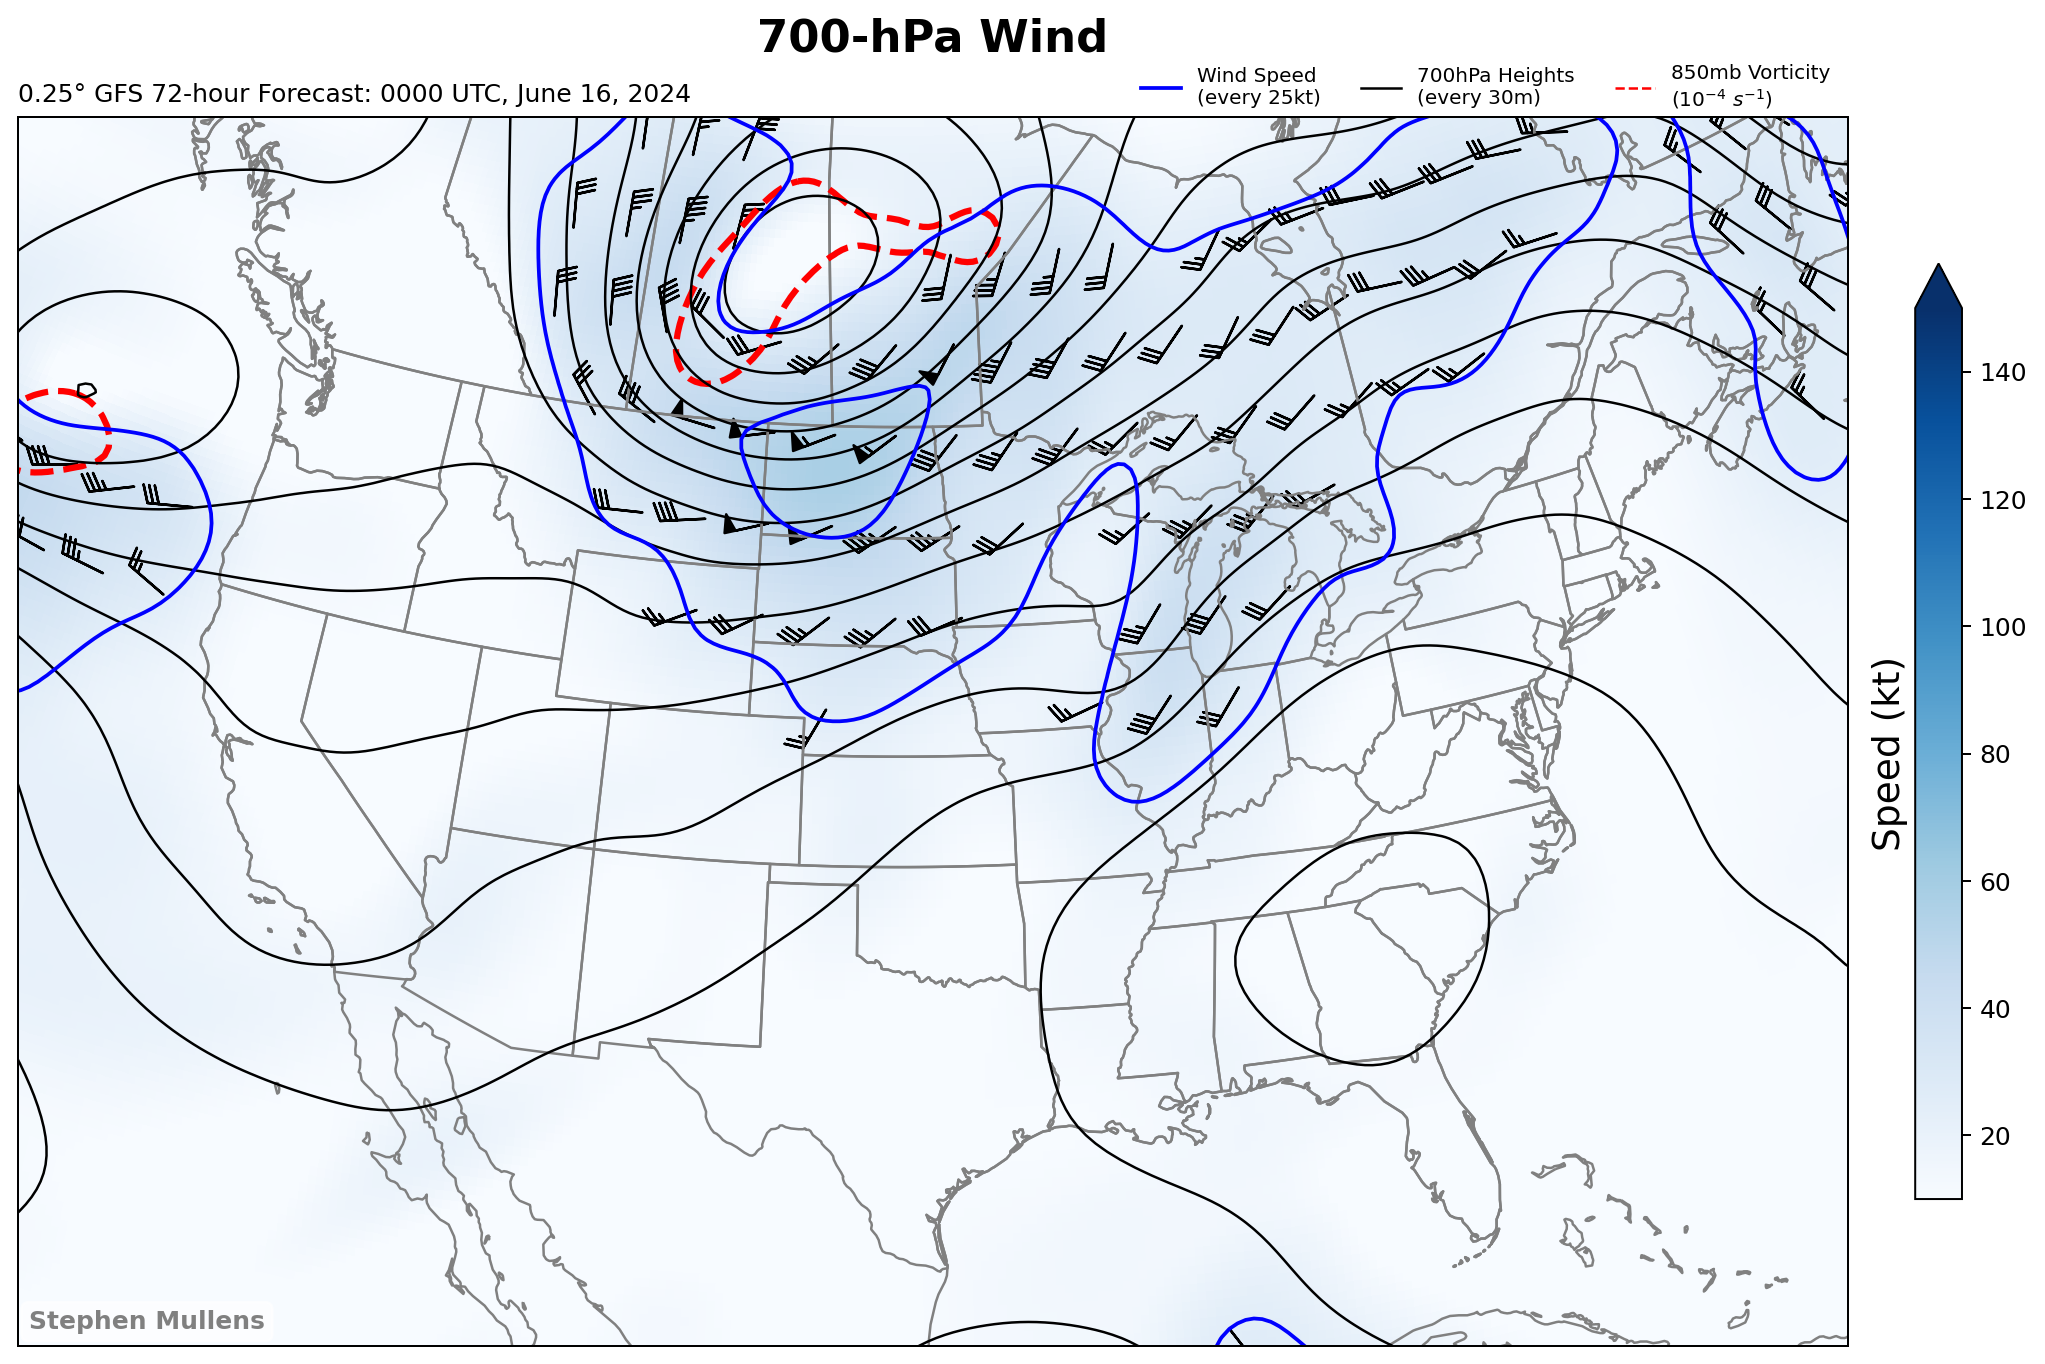 700-hPa Wind
0.25° GFS 72-hour Forecast: 0000 UTC, June 16, 2024
Wind Speed
(every 25kt)
700hPa Heights
(every 30m)
850mb Vorticity
(10⁻⁴ s⁻¹)
140
120
100
80
60
40
20
Speed (kt)
Stephen Mullens